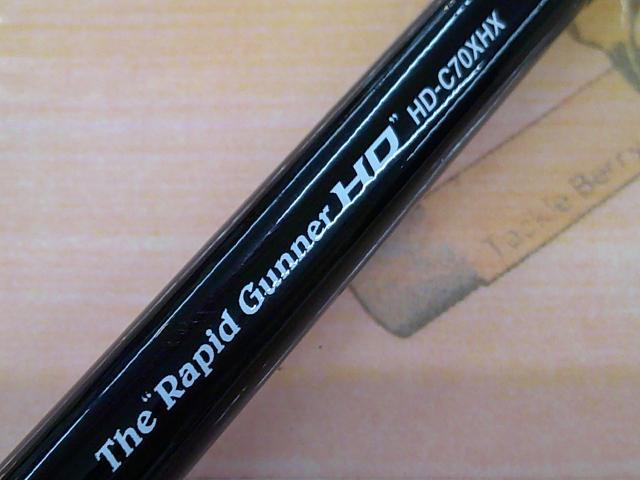 The "Rapid Gunner HD" HD-C70XHX
Tackle Berry